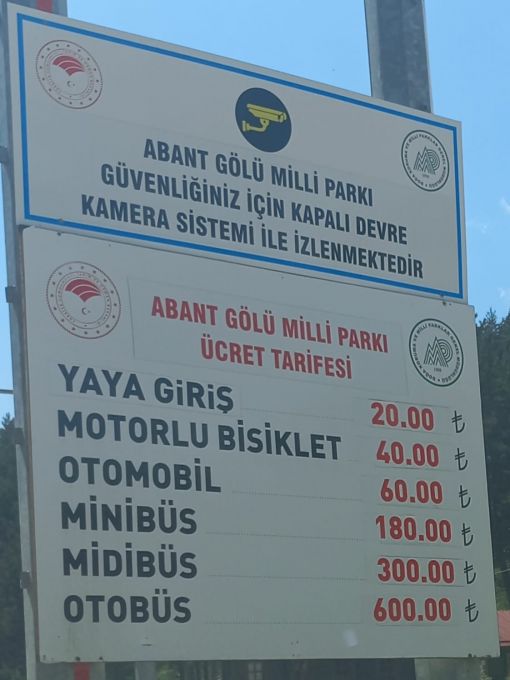 ABANT GÖLÜ MİLLİ PARKI
GÜVENLİĞİNİZ İÇİN KAPALI DEVRE
KAMERA SİSTEMİ İLE İZLENMEKTEDİR
ABANT GÖLÜ MİLLİ PARKI
ÜCRET TARİFESİ
YAYA GİRİŞ 20.00 ₺
MOTORLU BİSİKLET 40.00 ₺
OTOMOBİL 60.00 ₺
MİNİBÜS 180.00 ₺
MİDİBÜS 300.00 ₺
OTOBÜS 600.00 ₺